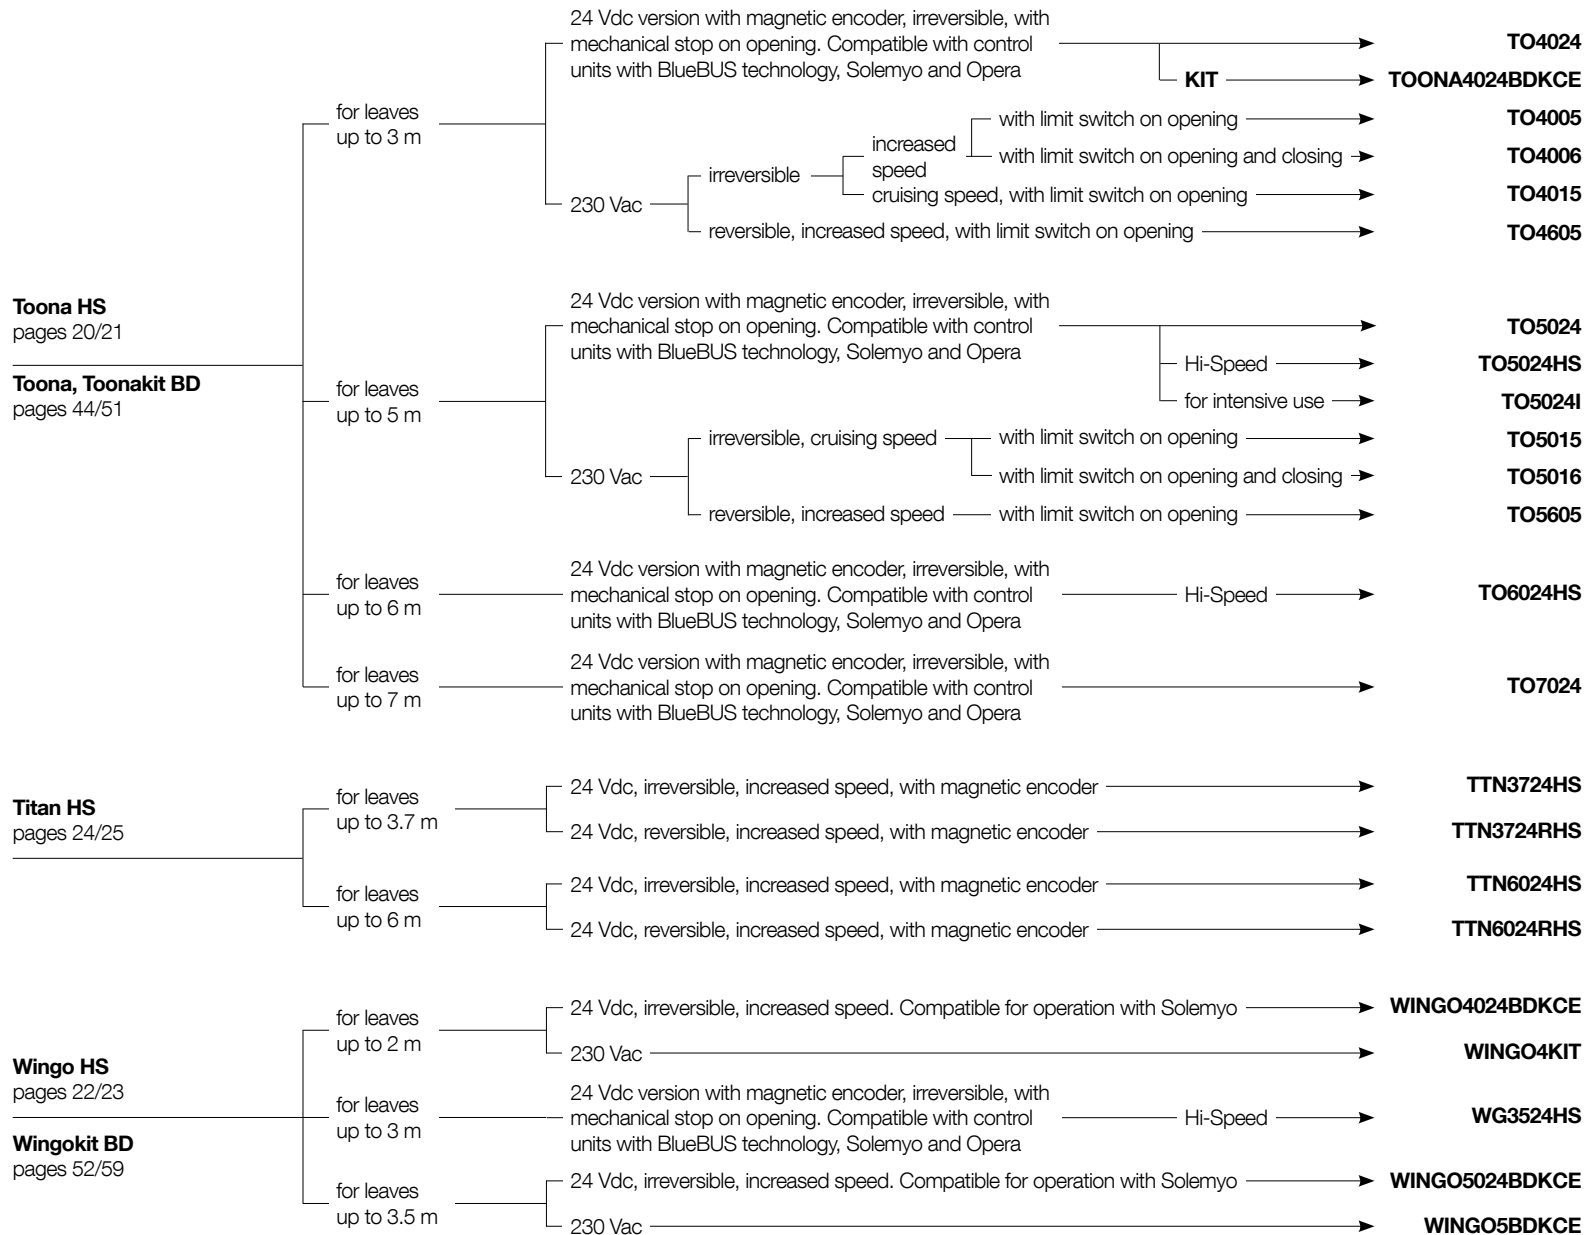 Toona HS
pages 20/21
Toona, Toonakit BD
pages 44/51
for leaves
up to 3 m
24 Vdc version with magnetic encoder, irreversible, with
mechanical stop on opening. Compatible with control
units with BlueBUS technology, Solemyo and Opera
TO4024
KIT
TOONA4024BDKCE
230 Vac
irreversible
increased
speed
with limit switch on opening
TO4005
with limit switch on opening and closing
TO4006
cruising speed, with limit switch on opening
TO4015
reversible, increased speed, with limit switch on opening
TO4605
for leaves
up to 5 m
24 Vdc version with magnetic encoder, irreversible, with
mechanical stop on opening. Compatible with control
units with BlueBUS technology, Solemyo and Opera
TO5024
Hi-Speed
TO5024HS
for intensive use
TO5024I
230 Vac
irreversible, cruising speed
with limit switch on opening
TO5015
with limit switch on opening and closing
TO5016
reversible, increased speed
with limit switch on opening
TO5605
for leaves
up to 6 m
24 Vdc version with magnetic encoder, irreversible, with
mechanical stop on opening. Compatible with control
units with BlueBUS technology, Solemyo and Opera
Hi-Speed
TO6024HS
for leaves
up to 7 m
24 Vdc version with magnetic encoder, irreversible, with
mechanical stop on opening. Compatible with control
units with BlueBUS technology, Solemyo and Opera
TO7024
Titan HS
pages 24/25
for leaves
up to 3.7 m
24 Vdc, irreversible, increased speed, with magnetic encoder
TTN3724HS
24 Vdc, reversible, increased speed, with magnetic encoder
TTN3724RHS
for leaves
up to 6 m
24 Vdc, irreversible, increased speed, with magnetic encoder
TTN6024HS
24 Vdc, reversible, increased speed, with magnetic encoder
TTN6024RHS
Wingo HS
pages 22/23
Wingokit BD
pages 52/59
for leaves
up to 2 m
24 Vdc, irreversible, increased speed. Compatible for operation with Solemyo
WINGO4024BDKCE
230 Vac
WINGO4KIT
for leaves
up to 3 m
24 Vdc version with magnetic encoder, irreversible, with
mechanical stop on opening. Compatible with control
units with BlueBUS technology, Solemyo and Opera
Hi-Speed
WG3524HS
for leaves
up to 3.5 m
24 Vdc, irreversible, increased speed. Compatible for operation with Solemyo
WINGO5024BDKCE
230 Vac
WINGO5BDKCE